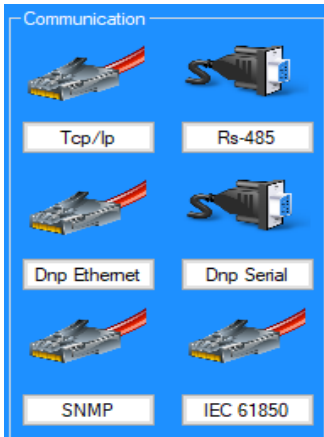 Communication
Tcp/Ip
Rs-485
Dnp Ethernet
Dnp Serial
SNMP
IEC 61850